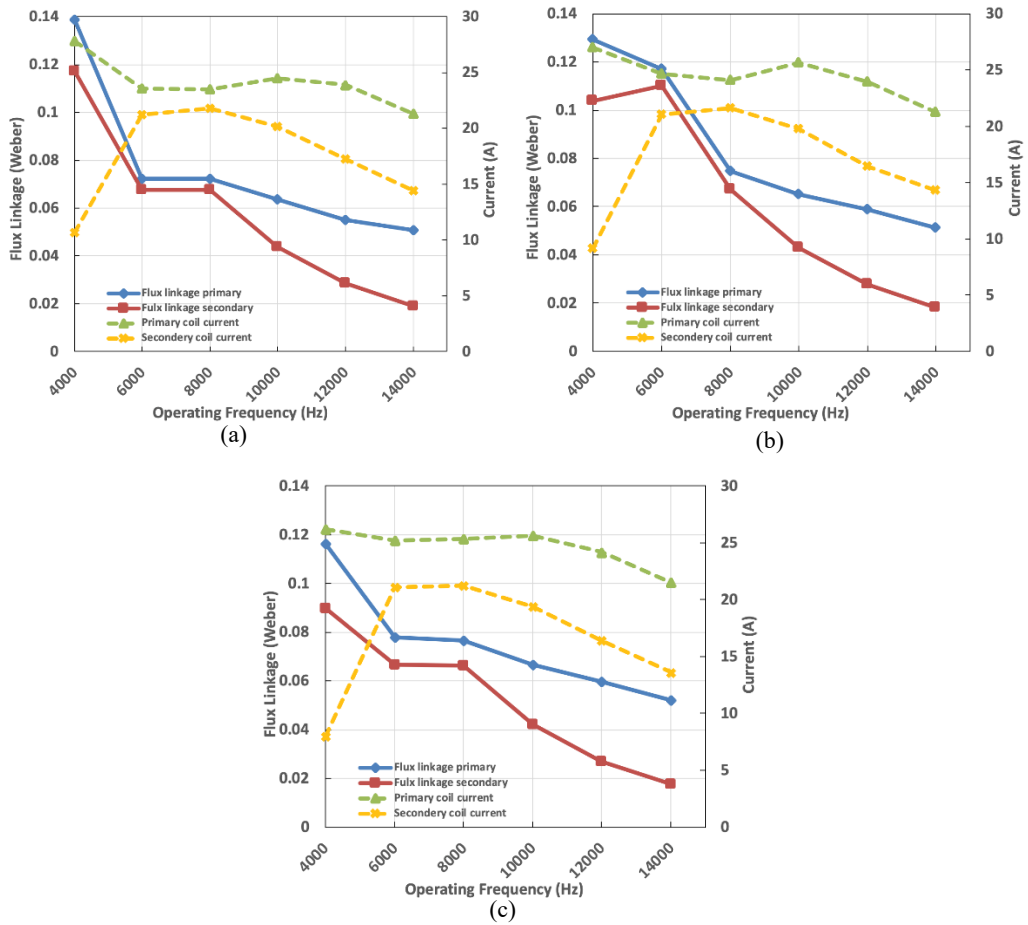 0.14
0.12
0.1
0.08
0.06
0.04
0.02
0
Flux Linkage (Weber)
30
25
20
15
10
5
0
Current (A)
Flux linkage primary
Fulx linkage secondary
Primary coil current
Secondery coil current
4000 6000 8000 10000 12000 14000
Operating Frequency (Hz)
(a)
0.14
0.12
0.1
0.08
0.06
0.04
0.02
0
Flux Linkage (Weber)
30
25
20
15
10
5
0
Current (A)
Flux linkage primary
Fulx linkage secondary
Primary coil current
Secondery coil current
4000 6000 8000 10000 12000 14000
Operating Frequency (Hz)
(b)
0.14
0.12
0.1
0.08
0.06
0.04
0.02
0
Flux Linkage (Weber)
30
25
20
15
10
5
0
Current (A)
Flux linkage primary
Fulx linkage secondary
Primary coil current
Secondery coil current
4000 6000 8000 10000 12000 14000
Operating Frequency (Hz)
(c)